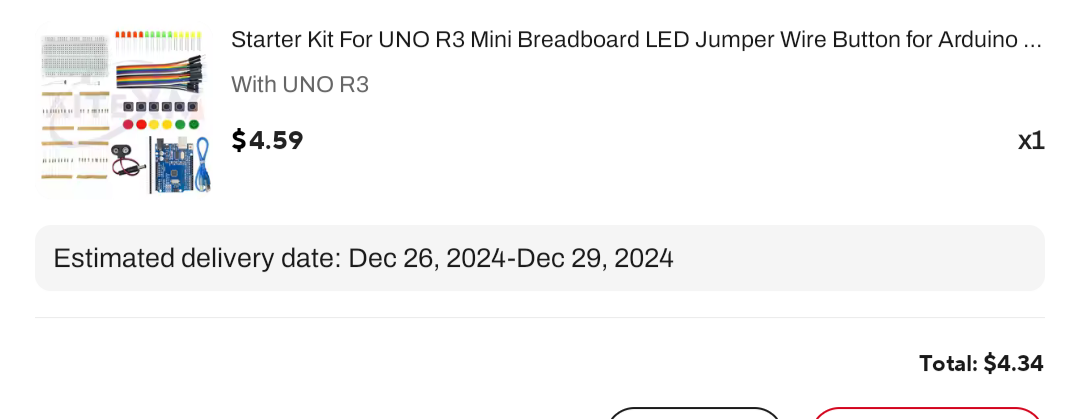 Starter Kit For UNO R3 Mini Breadboard LED Jumper Wire Button for Arduino ...
With UNO R3
$4.59
x1
Estimated delivery date: Dec 26, 2024-Dec 29, 2024
Total: $4.34